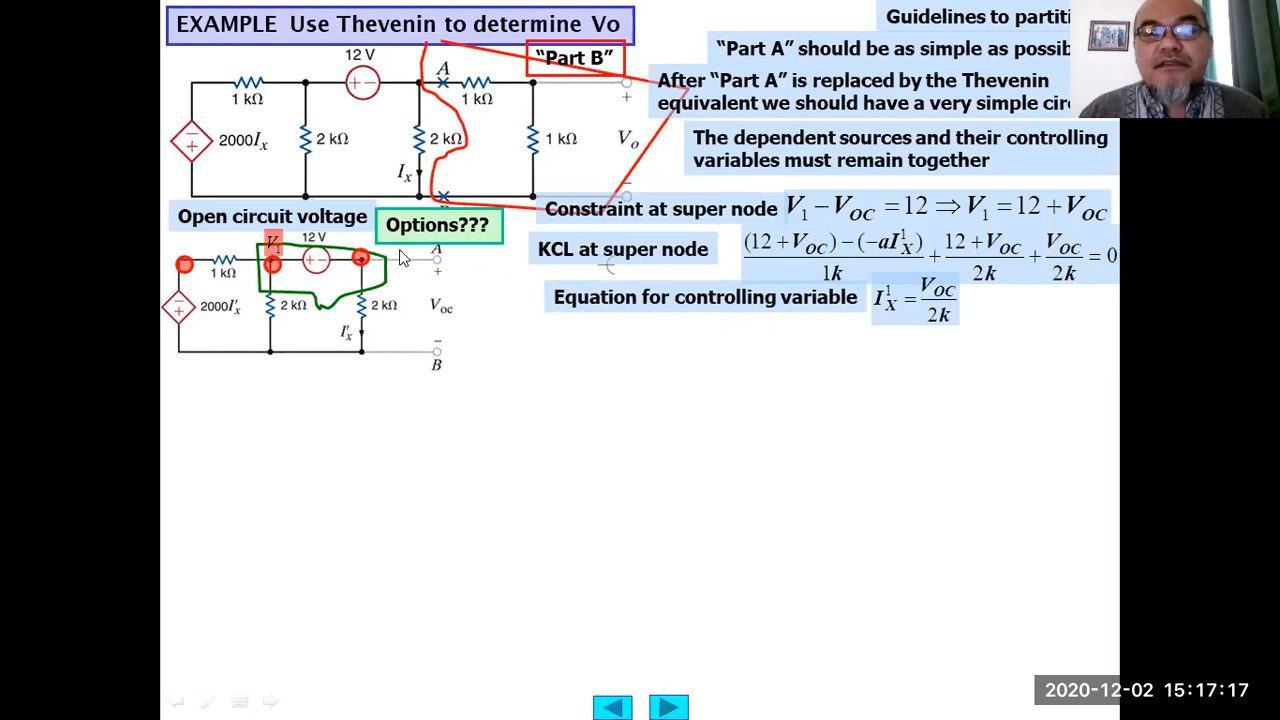 EXAMPLE Use Thevenin to determine Vo
Guidelines to partiti
"Part B"
"Part A" should be as simple as possib
After "Part A" is replaced by the Thevenin
equivalent we should have a very simple circ
The dependent sources and their controlling
variables must remain together
12 V
A
1 kΩ
1 kΩ
2000Ix
2 kΩ
2 kΩ
1 kΩ
+
Vo
−
Ix
Open circuit voltage
Options???
Constraint at super node
V1 − VOC = 12 ⇒ V1 = 12 + VOC
KCL at super node
(12 + VOC) − (−aI1X) / 1k + 12 + VOC / 2k + VOC / 2k = 0
Equation for controlling variable
I1X = VOC / 2k
V1
12 V
A
1 kΩ
+
2000I'x
2 kΩ
2 kΩ
Voc
I'x
−
B
2020-12-02 15:17:17